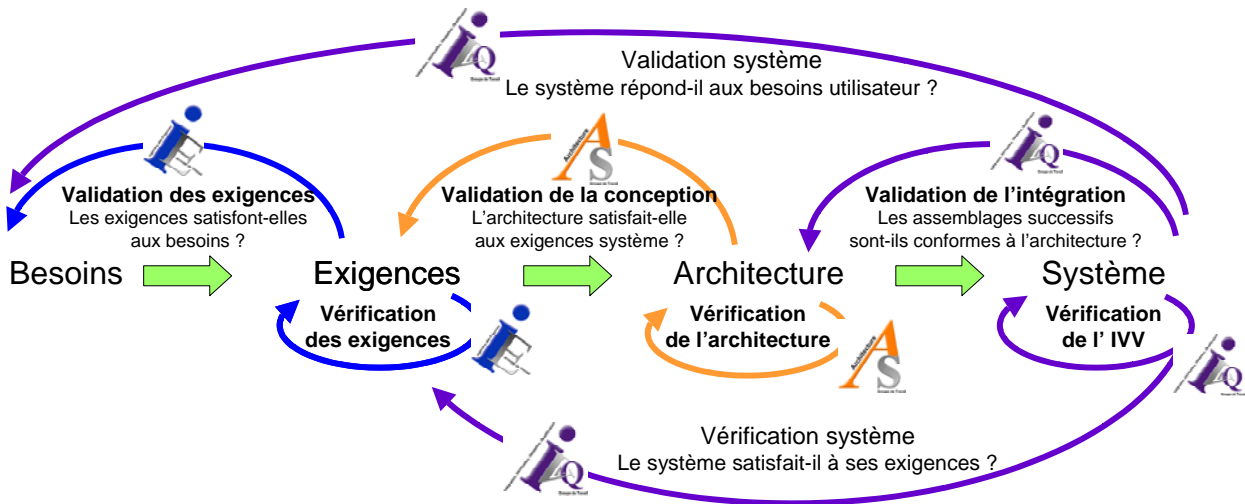 Validation système
Le système répond-il aux besoins utilisateur ?
Validation des exigences
Les exigences satisfont-elles
aux besoins ?
Validation de la conception
L'architecture satisfait-elle
aux exigences système ?
Validation de l'intégration
Les assemblages successifs
sont-ils conformes à l'architecture ?
Besoins
Exigences
Architecture
Système
Vérification
des exigences
Vérification
de l'architecture
Vérification
de l' IVV
Vérification système
Le système satisfait-il à ses exigences ?